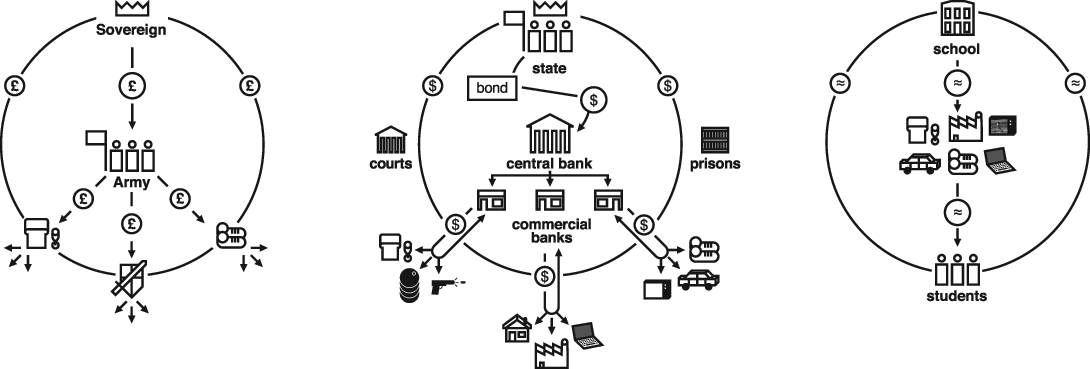 Sovereign
£
£
£
Army
£
£
£
state
bond
$
$
$
courts
central bank
prisons
$
$
commercial
banks
$
school
≈
≈
≈
≈
students